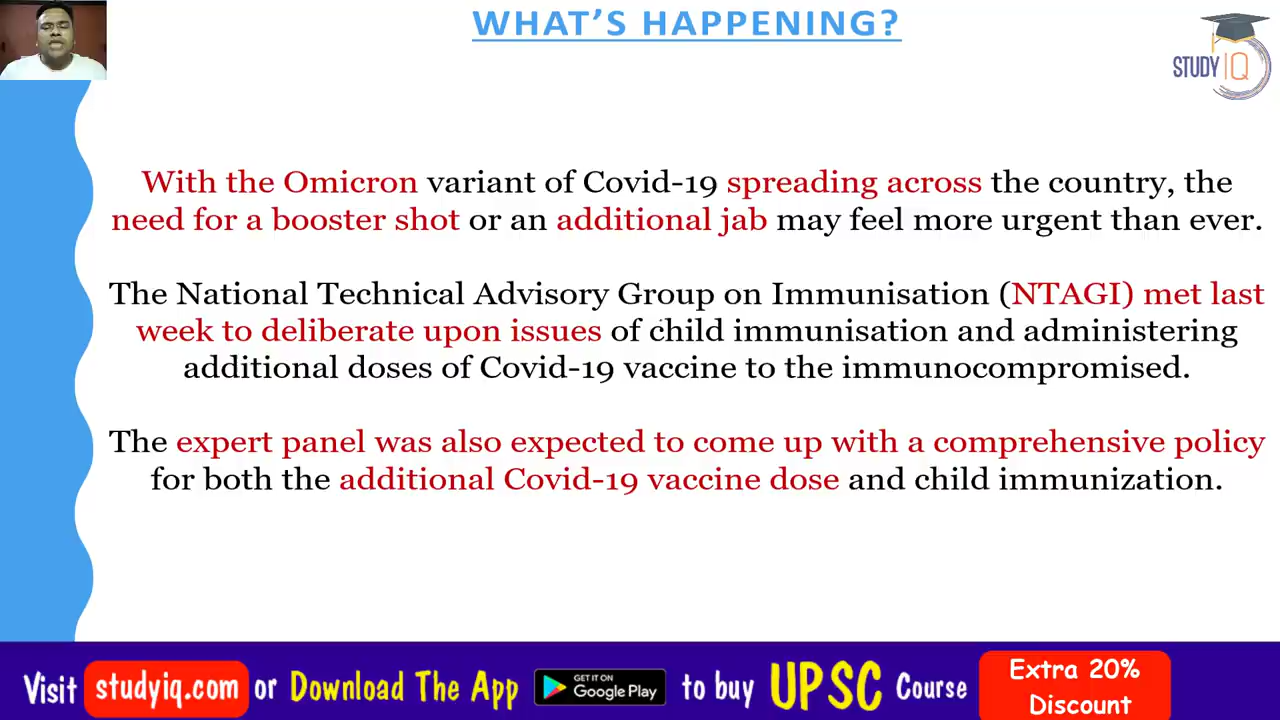 WHAT'S HAPPENING?
STUDY IQ
With the Omicron variant of Covid-19 spreading across the country, the
need for a booster shot or an additional jab may feel more urgent than ever.
The National Technical Advisory Group on Immunisation (NTAGI) met last
week to deliberate upon issues of child immunisation and administering
additional doses of Covid-19 vaccine to the immunocompromised.
The expert panel was also expected to come up with a comprehensive policy
for both the additional Covid-19 vaccine dose and child immunization.
Visit studyiq.com or Download The App GET IT ON Google Play to buy UPSC Course Extra 20% Discount